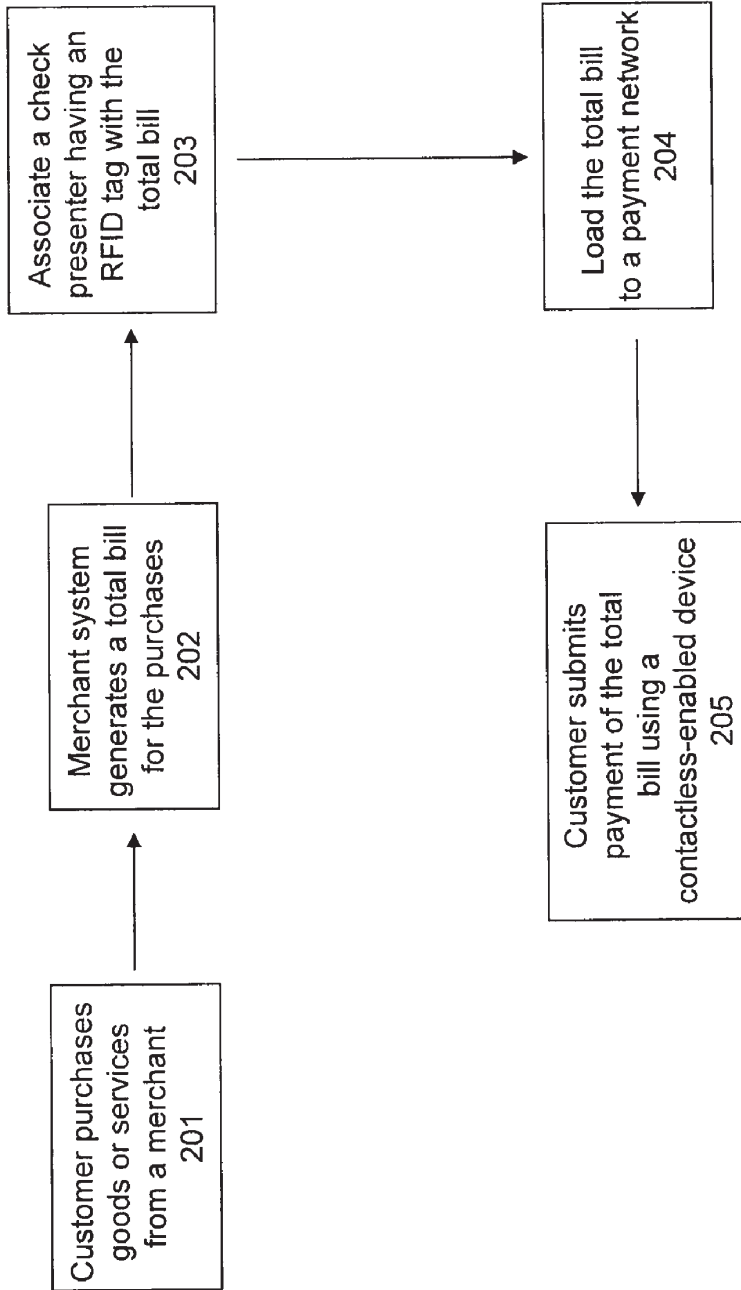 Customer purchases
goods or services
from a merchant
201
Merchant system
generates a total bill
for the purchases
202
Associate a check
presenter having an
RFID tag with the
total bill
203
Load the total bill
to a payment network
204
Customer submits
payment of the total
bill using a
contactless-enabled device
205